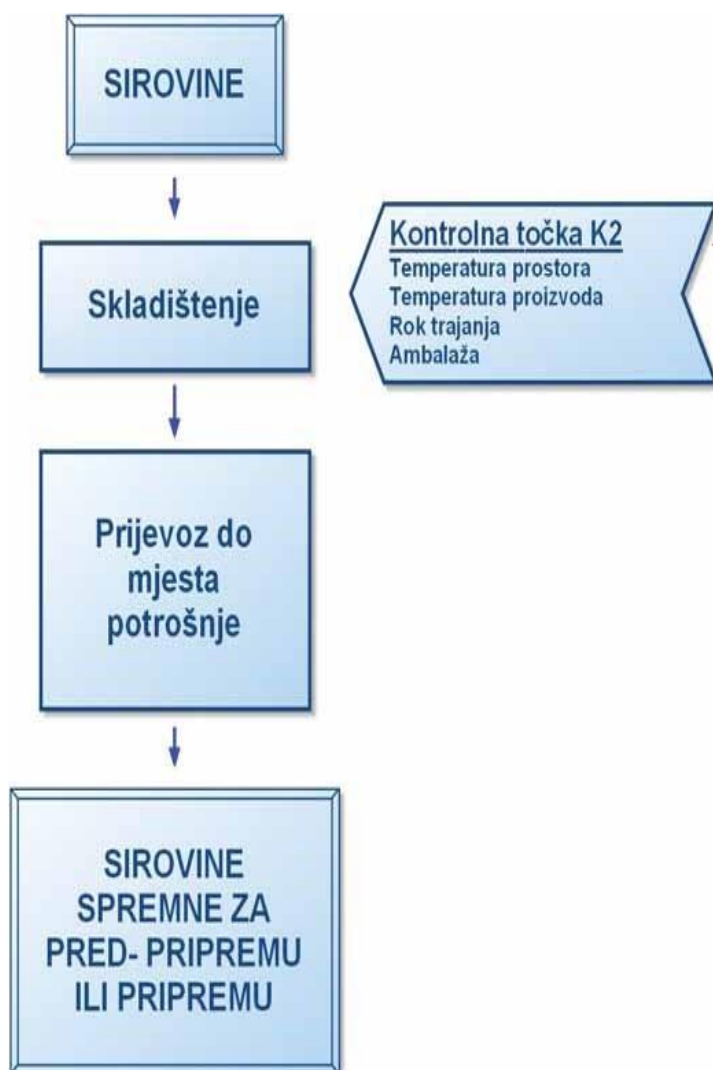 SIROVINE
Skladištenje
Kontrolna točka K2
Temperatura prostora
Temperatura proizvoda
Rok trajanja
Ambalaža
Prijevoz do
mjesta
potrošnje
SIROVINE
SPREMNE ZA
PRED- PRIPREMU
ILI PRIPREMU